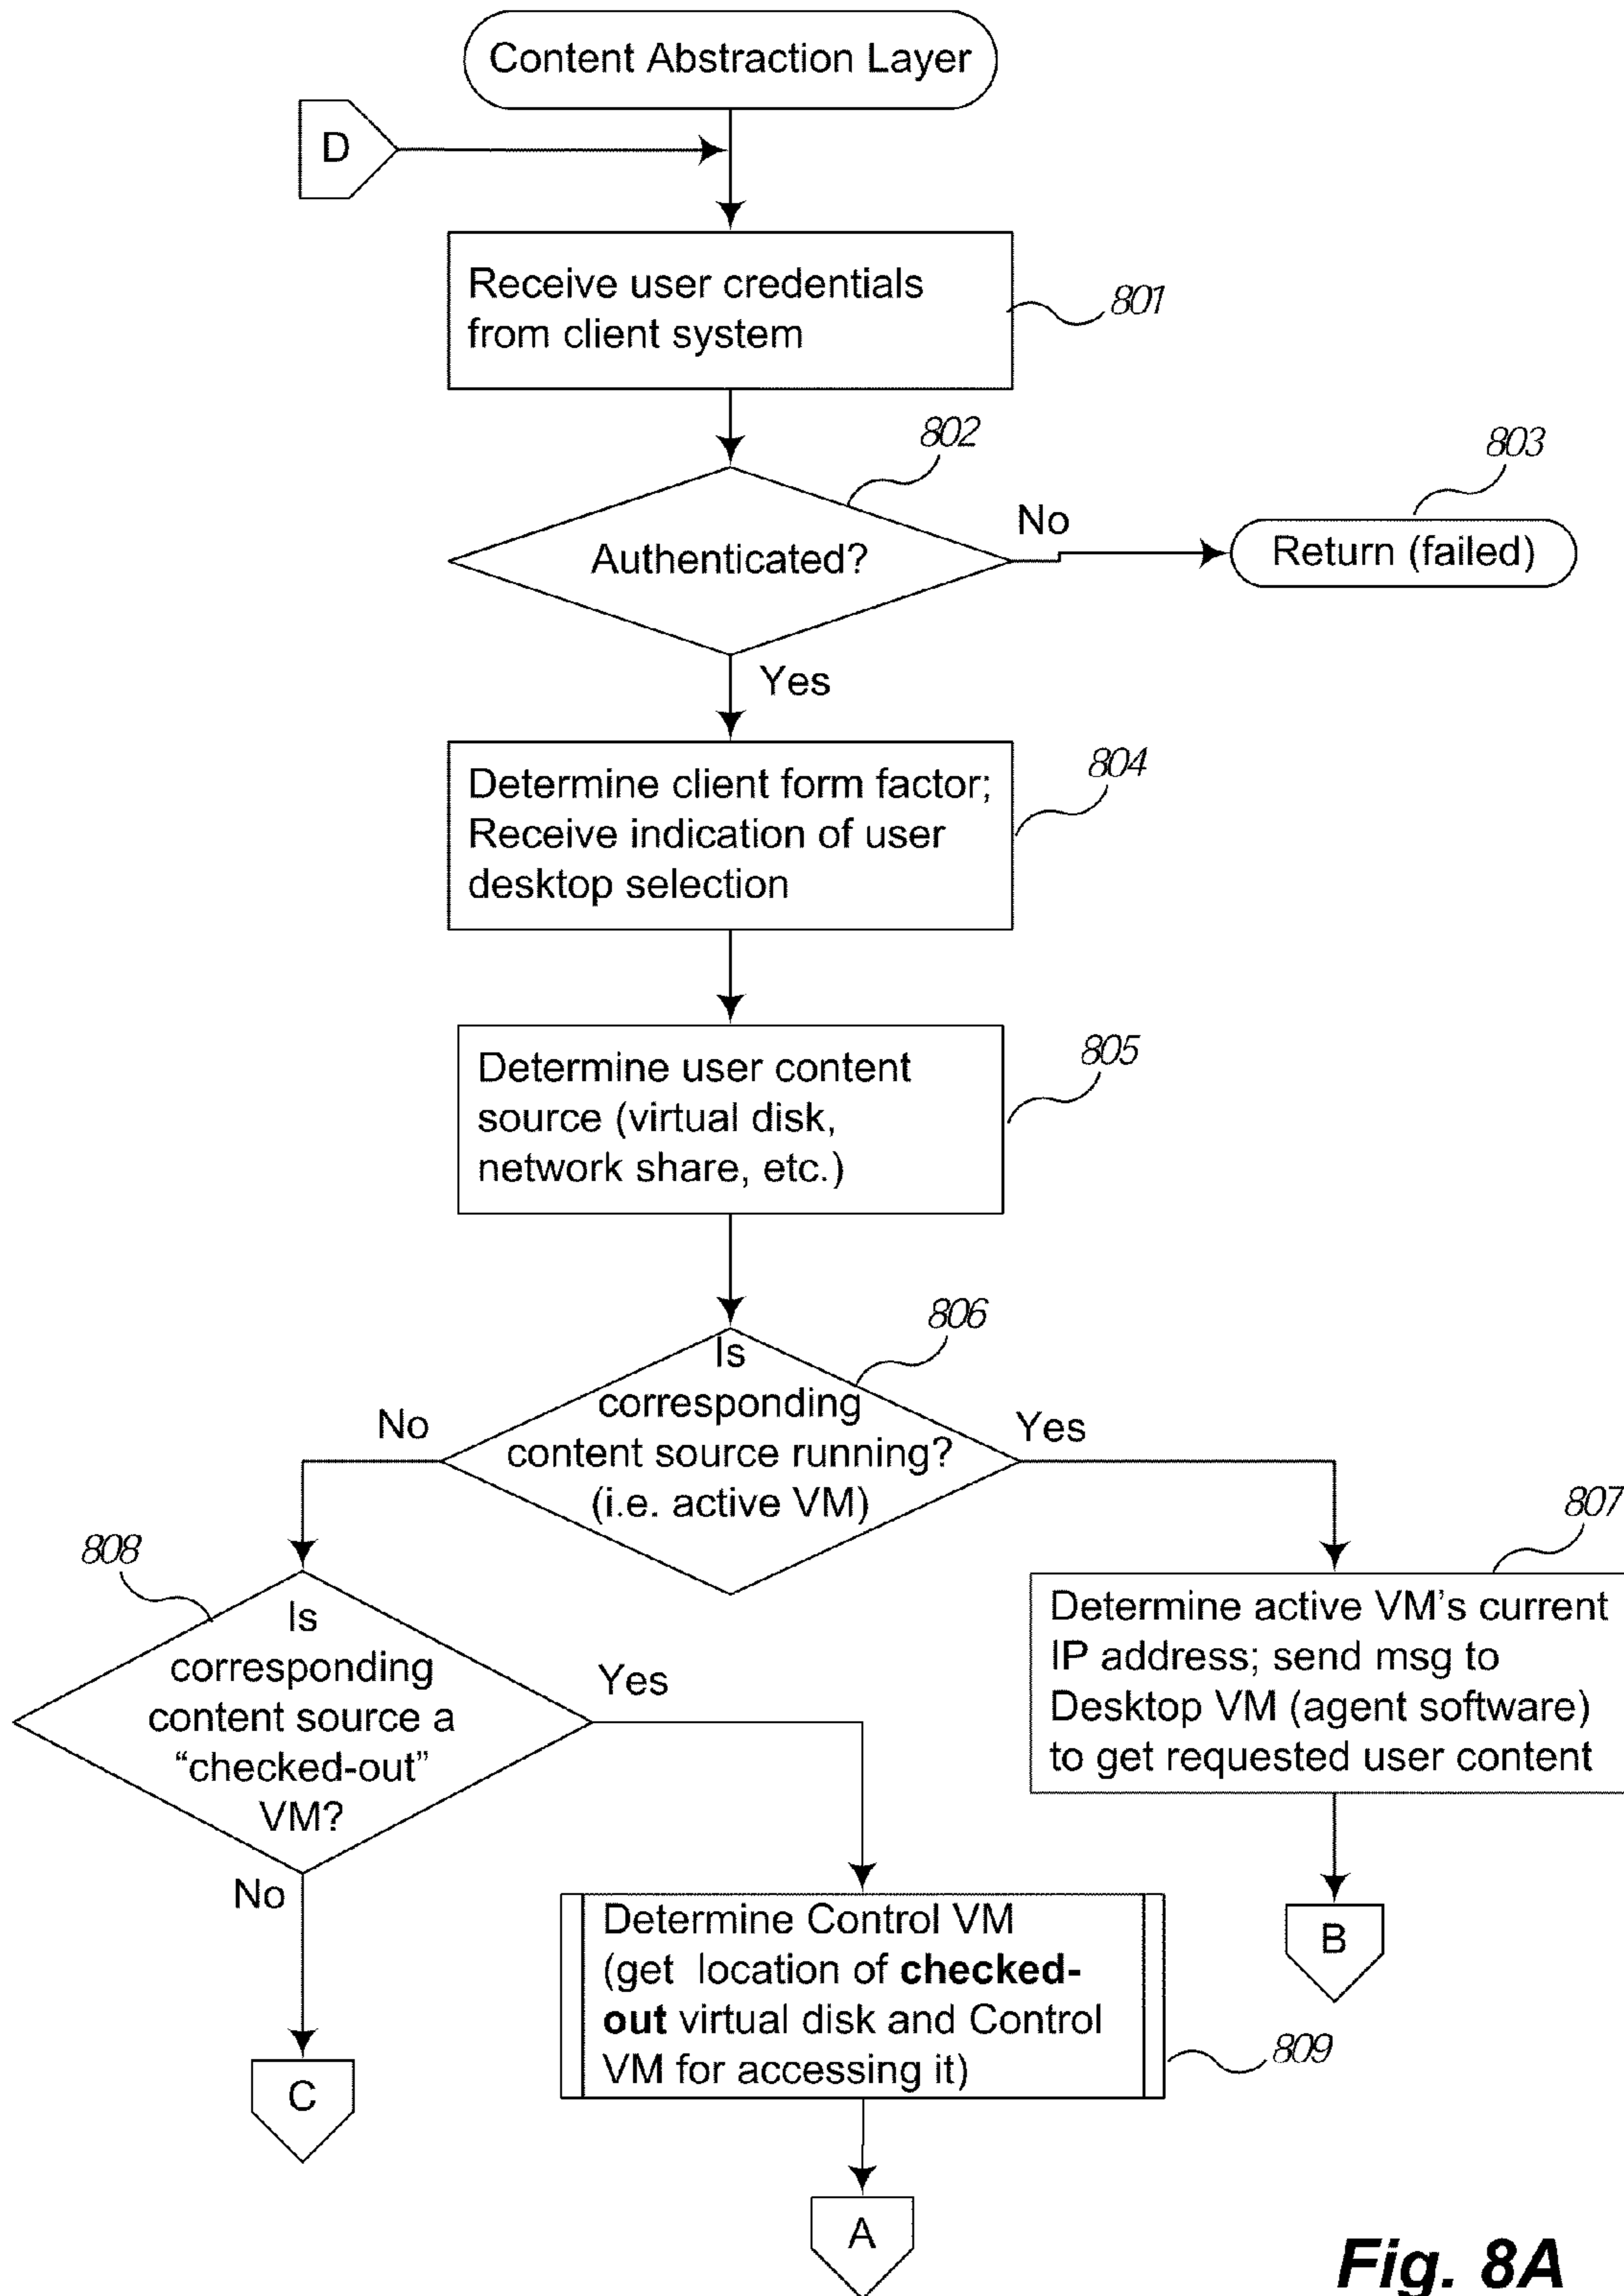 Content Abstraction Layer
D
Receive user credentials
from client system
801
802
Authenticated?
No
803
Return (failed)
Yes
804
Determine client form factor;
Receive indication of user
desktop selection
805
Determine user content
source (virtual disk,
network share, etc.)
806
Is
corresponding
content source running?
(i.e. active VM)
No
Yes
807
Determine active VM's current
IP address; send msg to
Desktop VM (agent software)
to get requested user content
B
808
Is
corresponding
content source a
“checked-out”
VM?
Yes
No
C
Determine Control VM
(get location of checked-
out virtual disk and Control
VM for accessing it)
809
A
Fig. 8A